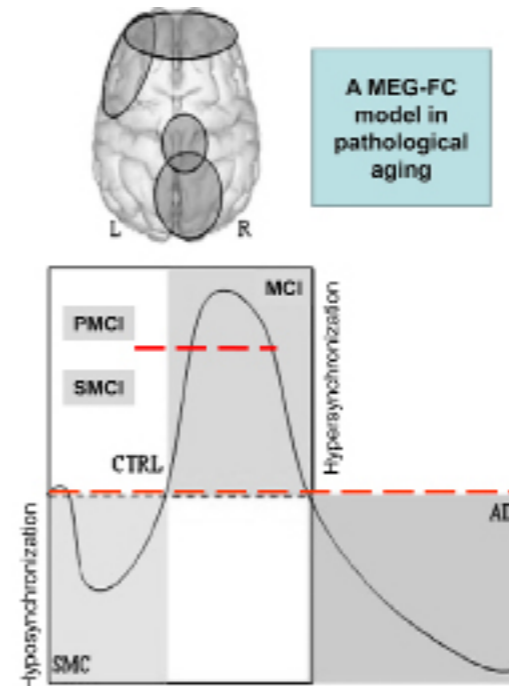 A MEG-FC
model in
pathological
aging
L R
MCI
PMCI
SMCI
CTRL
Hypersynchronization
Hyposynchronization
AD
SMC